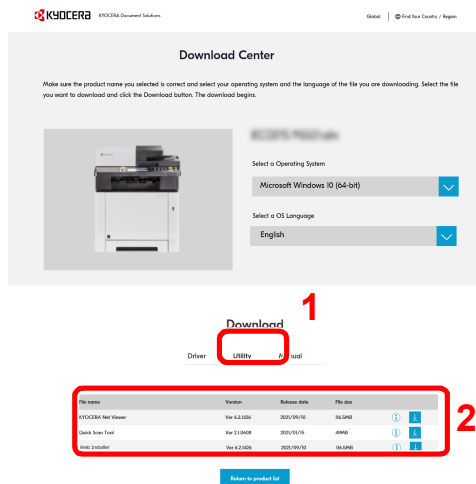 KYOCERA KYOCERA Document Solutions Global Find Your Country / Region
Download Center
Make sure the product name you selected is correct and select your operating system and the language of the file you are downloading. Select the file
you want to download and click the Download button. The download begins.
Select a Operating System
Microsoft Windows 10 (64-bit)
Select a OS Language
English
1
Download
Driver Utility
File name Version Release date File size
KYOCERA Net Viewer Ver 6.2.1426 2021/09/10 116.5MB
Quick Scan Tool Ver 2.1.0608 2021/01/15 49MB
Web Installer Ver 6.2.1426 2021/09/10 116.5MB
2
Return to product list